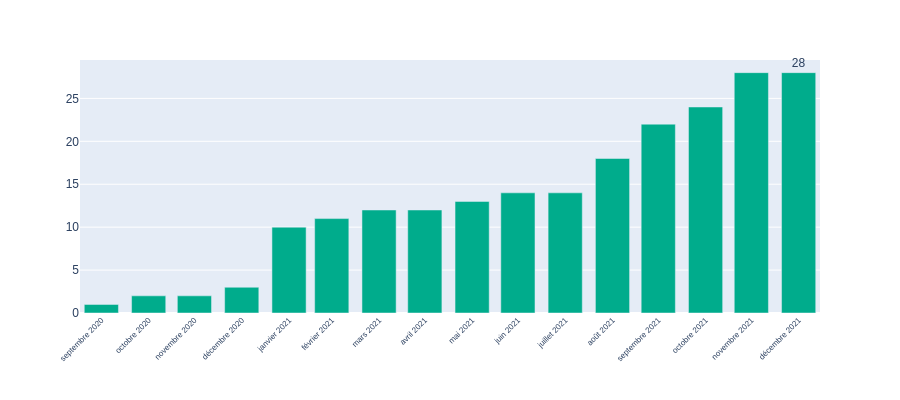 28
25
20
15
10
5
0
septembre 2020
octobre 2020
novembre 2020
décembre 2020
janvier 2021
février 2021
mars 2021
avril 2021
mai 2021
juin 2021
juillet 2021
août 2021
septembre 2021
octobre 2021
novembre 2021
décembre 2021